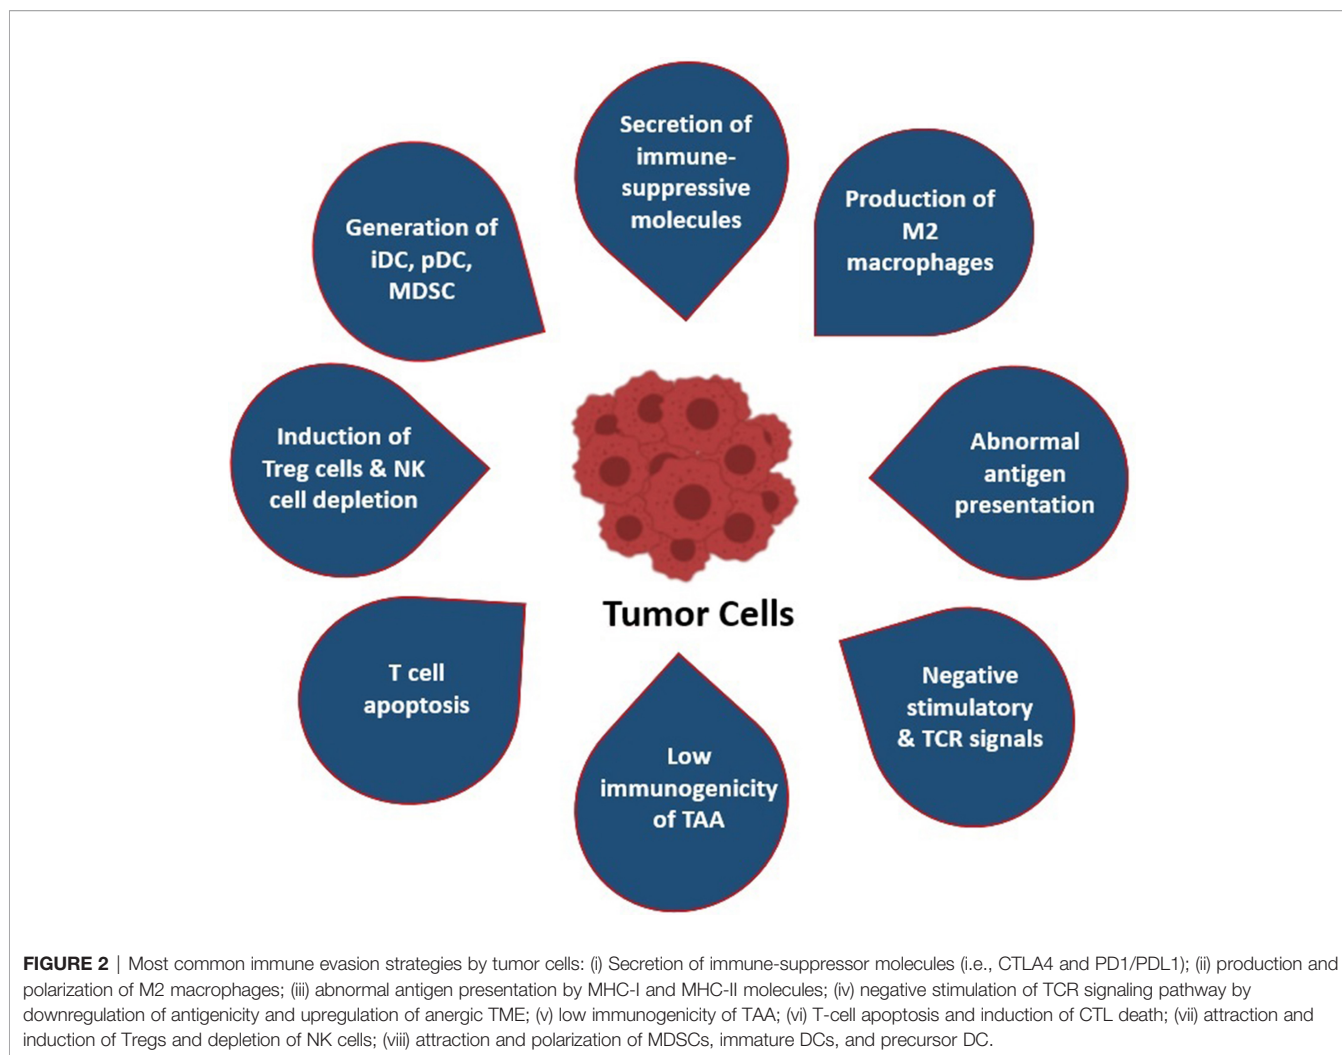 Secretion of
immune-
suppressive
molecules
Production of
M2
macrophages
Abnormal
antigen
presentation
Negative
stimulatory
& TCR signals
Low
immunogenicity
of TAA
T cell
apoptosis
Induction of
Treg cells & NK
cell depletion
Generation of
iDC, pDC,
MDSC
Tumor Cells
FIGURE 2 | Most common immune evasion strategies by tumor cells: (i) Secretion of immune-suppressor molecules (i.e., CTLA4 and PD1/PDL1); (ii) production and
polarization of M2 macrophages; (iii) abnormal antigen presentation by MHC-I and MHC-II molecules; (iv) negative stimulation of TCR signaling pathway by
downregulation of antigenicity and upregulation of anergic TME; (v) low immunogenicity of TAA; (vi) T-cell apoptosis and induction of CTL death; (vii) attraction and
induction of Tregs and depletion of NK cells; (viii) attraction and polarization of MDSCs, immature DCs, and precursor DC.